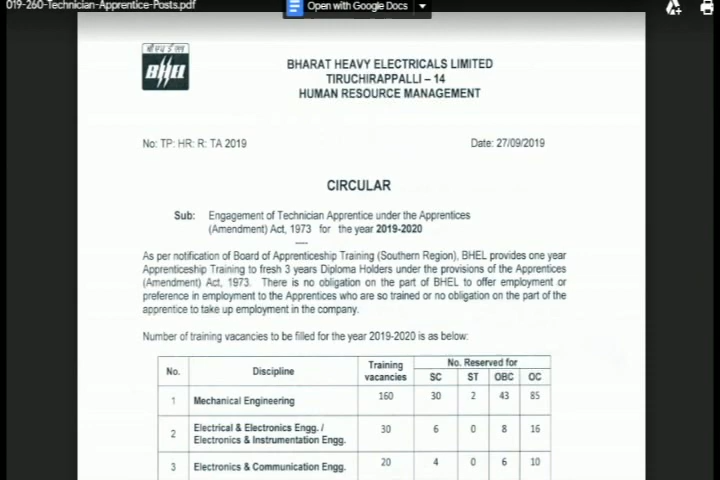 019-260-Technician-Apprentice-Posts.pdf
Open with Google Docs
BHEL
BHARAT HEAVY ELECTRICALS LIMITED
TIRUCHIRAPPALLI – 14
HUMAN RESOURCE MANAGEMENT
No: TP: HR: R: TA 2019 Date: 27/09/2019
CIRCULAR
Sub: Engagement of Technician Apprentice under the Apprentices
(Amendment) Act, 1973 for the year 2019-2020
As per notification of Board of Apprenticeship Training (Southern Region), BHEL provides one year
Apprenticeship Training to fresh 3 years Diploma Holders under the provisions of the Apprentices
(Amendment) Act, 1973. There is no obligation on the part of BHEL to offer employment or
preference in employment to the Apprentices who are so trained or no obligation on the part of the
apprentice to take up employment in the company.
Number of training vacancies to be filled for the year 2019-2020 is as below:
No. Discipline Training vacancies No. Reserved for
SC ST OBC OC
1 Mechanical Engineering 160 30 2 43 85
2 Electrical & Electronics Engg. / 30 6 0 8 16
Electronics & Instrumentation Engg.
3 Electronics & Communication Engg. 20 4 0 6 10